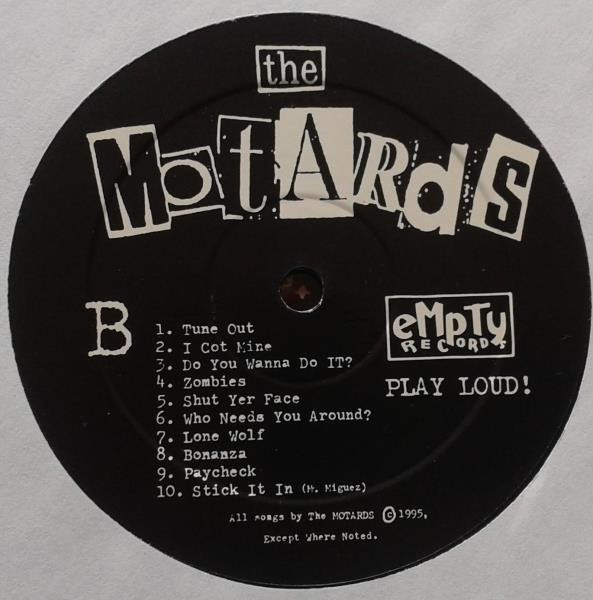 the
MotARdS
B
1. Tune Out
2. I Got Mine
3. Do You Wanna Do IT?
4. Zombies
5. Shut Yer Face
6. Who Needs You Around?
7. Lone Wolf
8. Bonanza
9. Paycheck
10. Stick It In (M. Miguez)
eMpTy
RECORDS
PLAY LOUD!
All songs by The MOTARDS © 1995,
Except Where Noted.